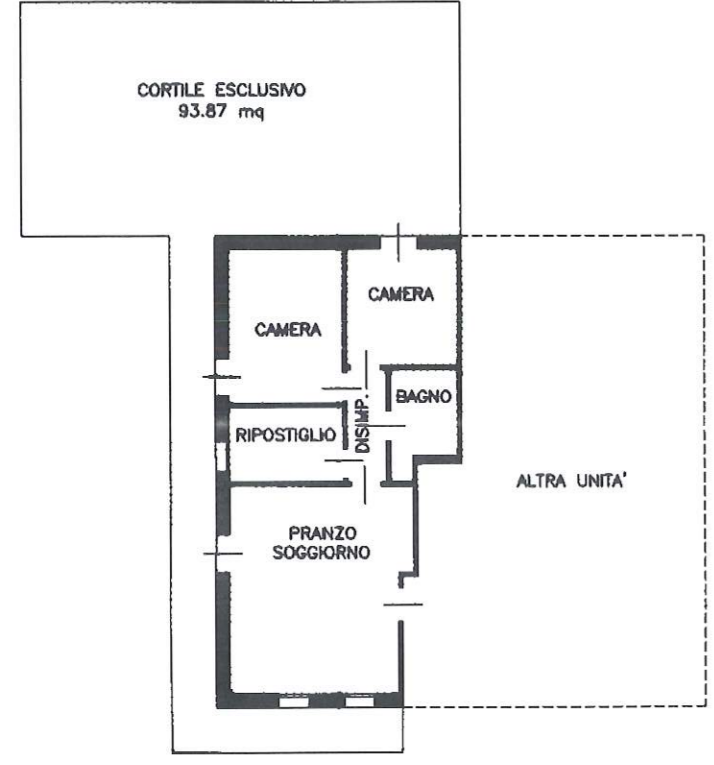 CORTILE ESCLUSIVO
93.87 mq
CAMERA
CAMERA
BAGNO
DISIMP.
RIPOSTIGLIO
ALTRA UNITA'
PRANZO
SOGGIORNO